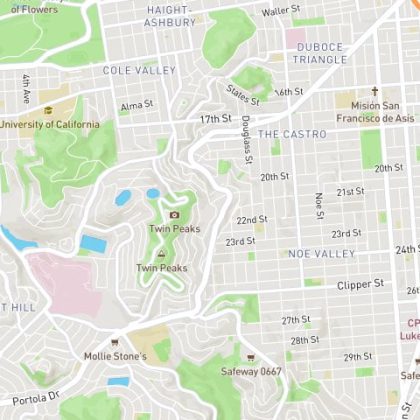 of Flowers
HAIGHT-
ASHBURY
Waller St
DUBOCE
TRIANGLE
4th Ave
COLE VALLEY
States St
16th St
Alma St
17th St
Misión San
Francisco de Asis
University of California
Douglass St
THE CASTRO
20th St
21st St
Noe St
Twin Peaks
22nd St
23rd St
23rd St
24th St
NOE VALLEY
Twin Peaks
Clipper St
T HILL
27th St
28th St
CP
Luke
Mollie Stone's
29th St
Safeway 0667
30th St
Safe
Portola Dr
n St